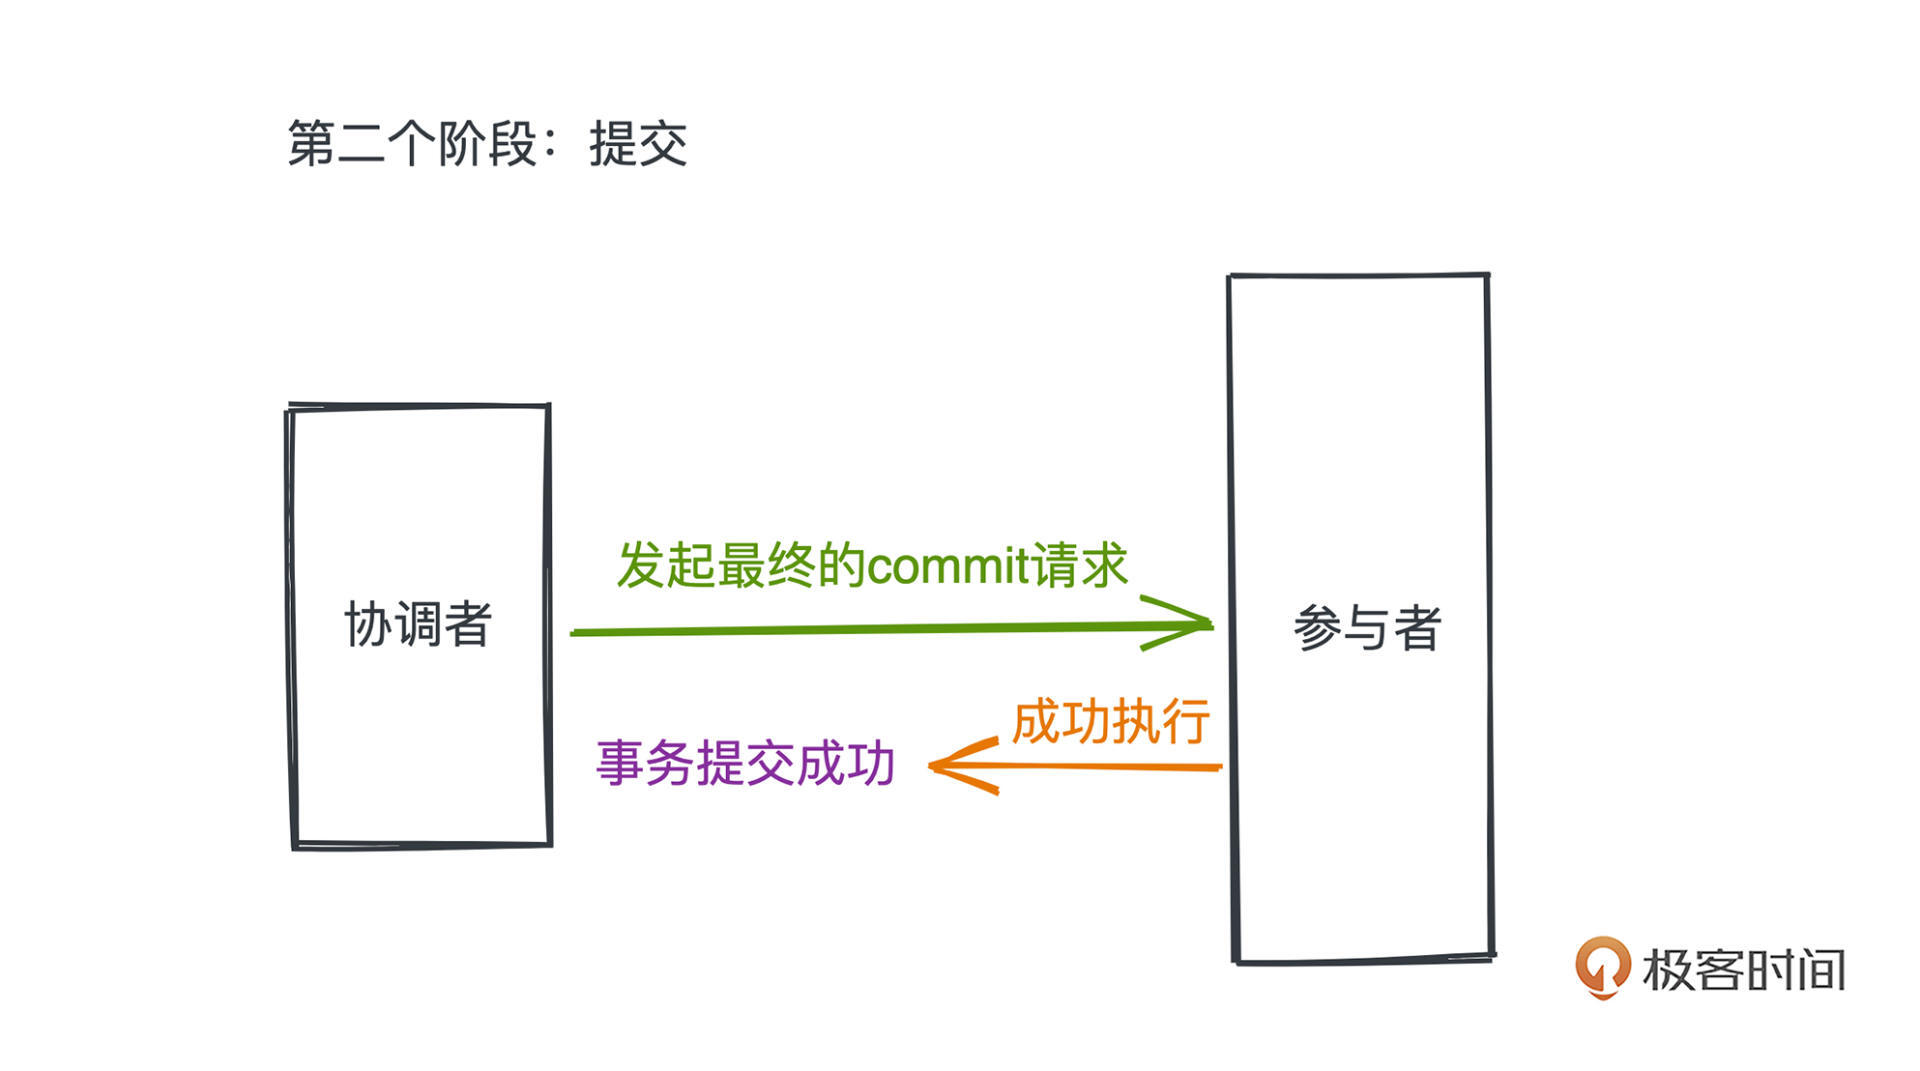 第二个阶段：提交
发起最终的commit请求
协调者
参与者
成功执行
事务提交成功
极客时间